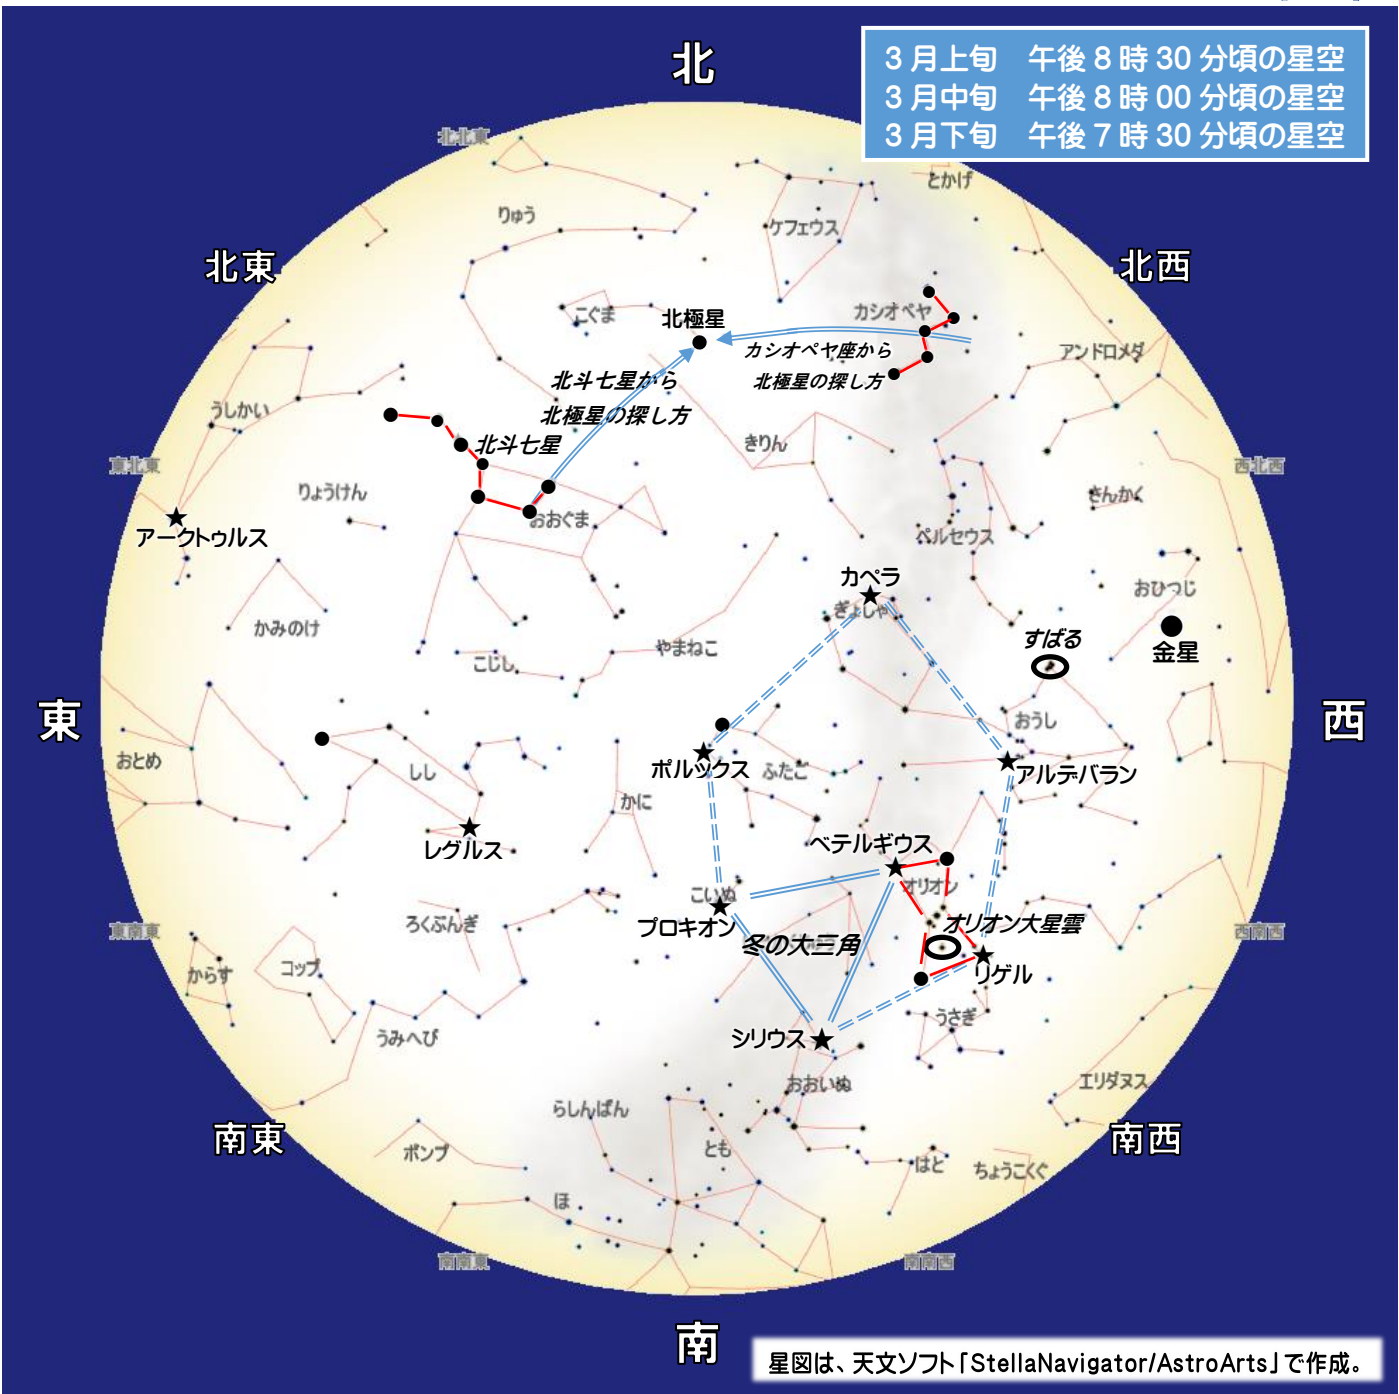 北
3月上旬　午後8時30分頃の星空
3月中旬　午後8時00分頃の星空
3月下旬　午後7時30分頃の星空
北北東
とかげ
りゅう
ケフェウス
北東
北西
こぐま
北極星
カシオペヤ
カシオペヤ座から
北極星の探し方
アンドロメダ
北斗七星から
北極星の探し方
うしかい
北斗七星
きりん
東北東
西北西
りょうけん
さんかく
おおぐま
アークトゥルス
ペルセウス
カペラ
ぎょしゃ
おひつじ
かみのけ
すばる
金星
やまねこ
こじし
東
西
おうし
おとめ
しし
ポルックス
ふたご
アルデバラン
かに
レグルス
ベテルギウス
オリオン
こいぬ
プロキオン
ろくぶんぎ
オリオン大星雲
冬の大三角
東南東
西南西
からす
コップ
リゲル
うさぎ
うみへび
シリウス
おおいぬ
エリダヌス
らしんばん
南東
南西
ポンプ
とも
はと
ちょうこくぐ
ほ
南南東
南南西
南
星図は、天文ソフト「StellaNavigator/AstroArts」で作成。